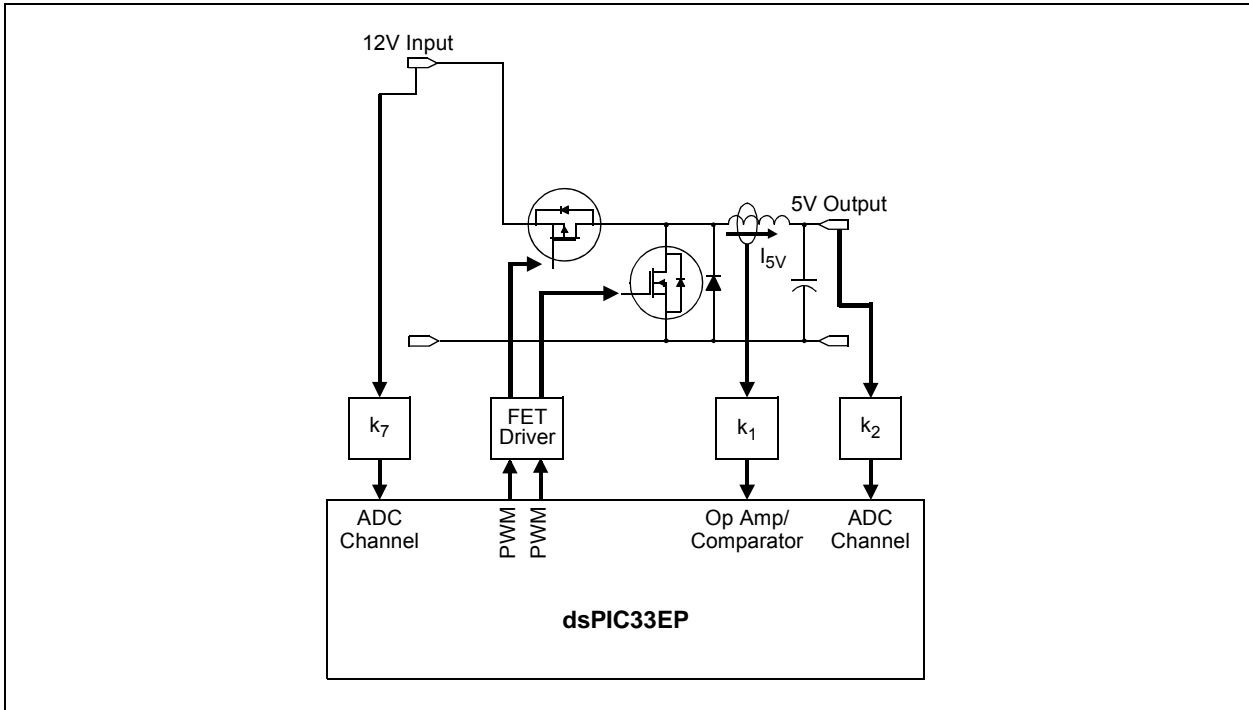 12V Input
5V Output
I5V
k7
FET
Driver
k1
k2
ADC
Channel
PWM
PWM
Op Amp/
Comparator
ADC
Channel
dsPIC33EP